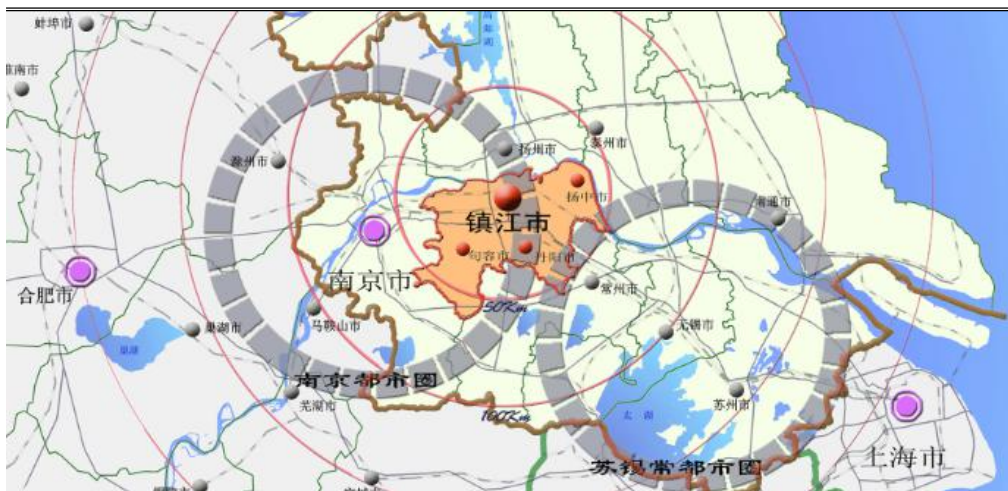 蚌埠市
淮南市
滁州市
扬州市
泰州市
扬中市
镇江市
南通市
句容市
丹阳市
南京市
合肥市
常州市
50Km
马鞍山市
巢湖市
无锡市
巢湖
南京都市圈
芜湖市
100Km
苏州市
太 湖
上海市
苏锡常都市圈